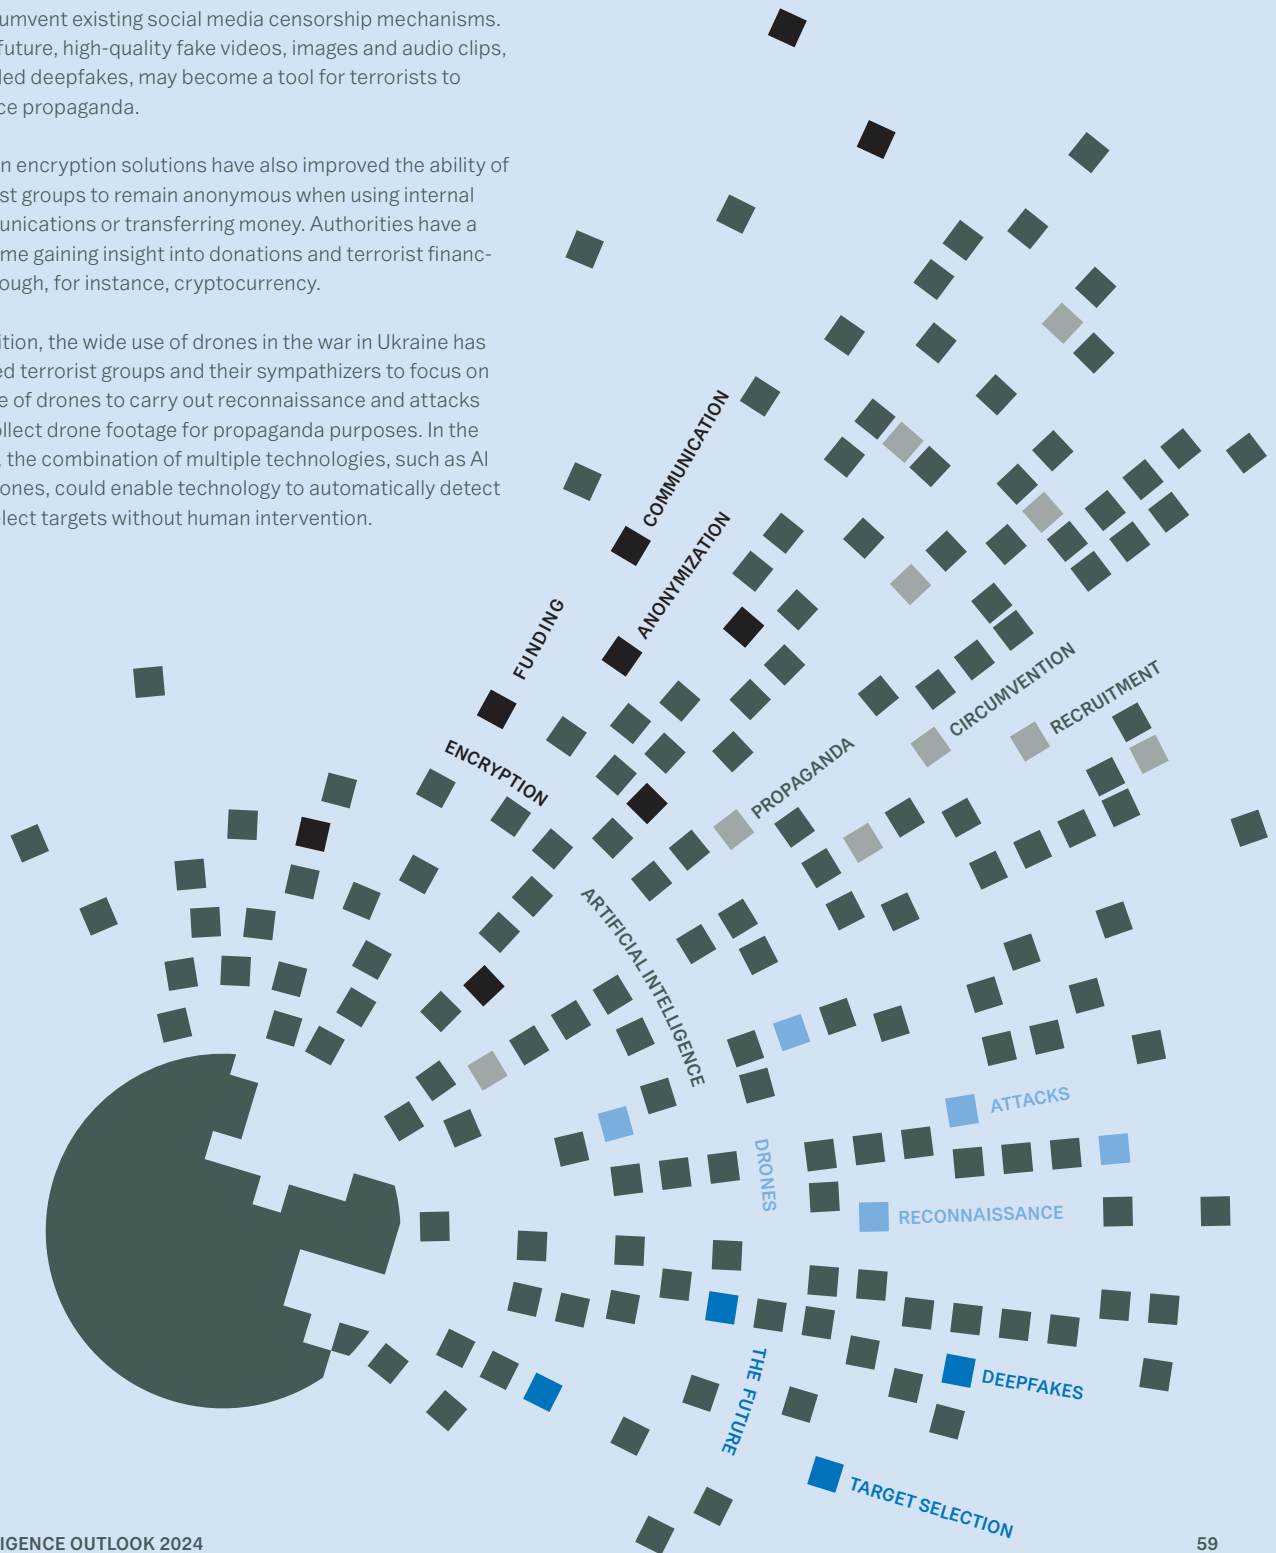 umvent existing social media censorship mechanisms.
future, high-quality fake videos, images and audio clips,
led deepfakes, may become a tool for terrorists to
ce propaganda.
n encryption solutions have also improved the ability of
st groups to remain anonymous when using internal
unications or transferring money. Authorities have a
me gaining insight into donations and terrorist financ-
ough, for instance, cryptocurrency.
ition, the wide use of drones in the war in Ukraine has
ed terrorist groups and their sympathizers to focus on
e of drones to carry out reconnaissance and attacks
ollect drone footage for propaganda purposes. In the
, the combination of multiple technologies, such as AI
ones, could enable technology to automatically detect
elect targets without human intervention.
COMMUNICATION
ANONYMIZATION
FUNDING
ENCRYPTION
CIRCUMVENTION
RECRUITMENT
PROPAGANDA
ARTIFICIAL INTELLIGENCE
ATTACKS
DRONES
RECONNAISSANCE
THE FUTURE
DEEPFAKES
TARGET SELECTION
IGENCE OUTLOOK 2024
59